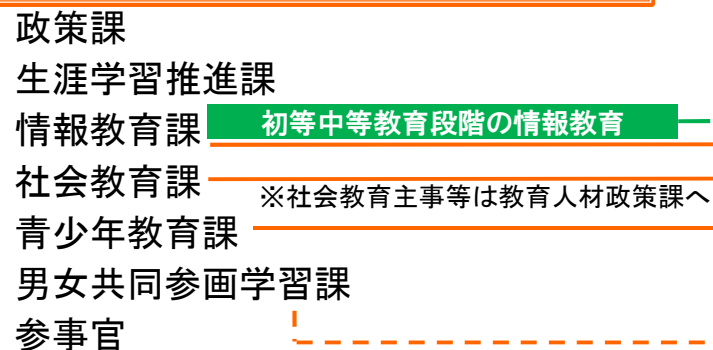 政策課
生涯学習推進課
情報教育課
初等中等教育段階の情報教育
社会教育課
※社会教育主事等は教育人材政策課へ
青少年教育課
男女共同参画学習課
参事官